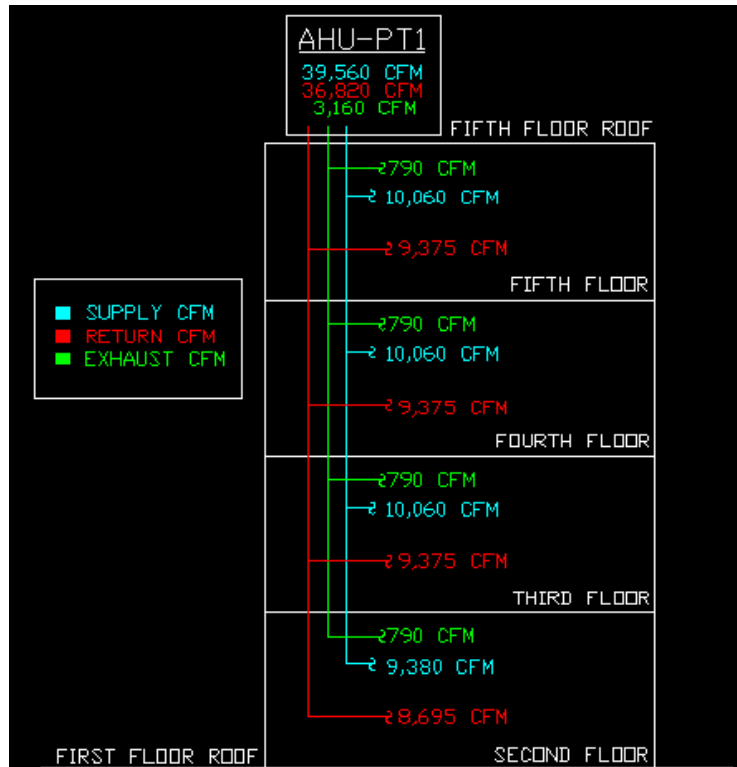 AHU-PT1
39,560 CFM
36,820 CFM
3,160 CFM
FIFTH FLOOR ROOF
790 CFM
10,060 CFM
9,375 CFM
FIFTH FLOOR
SUPPLY CFM
RETURN CFM
EXHAUST CFM
790 CFM
10,060 CFM
9,375 CFM
FOURTH FLOOR
790 CFM
10,060 CFM
9,375 CFM
THIRD FLOOR
790 CFM
9,380 CFM
8,695 CFM
FIRST FLOOR ROOF
SECOND FLOOR